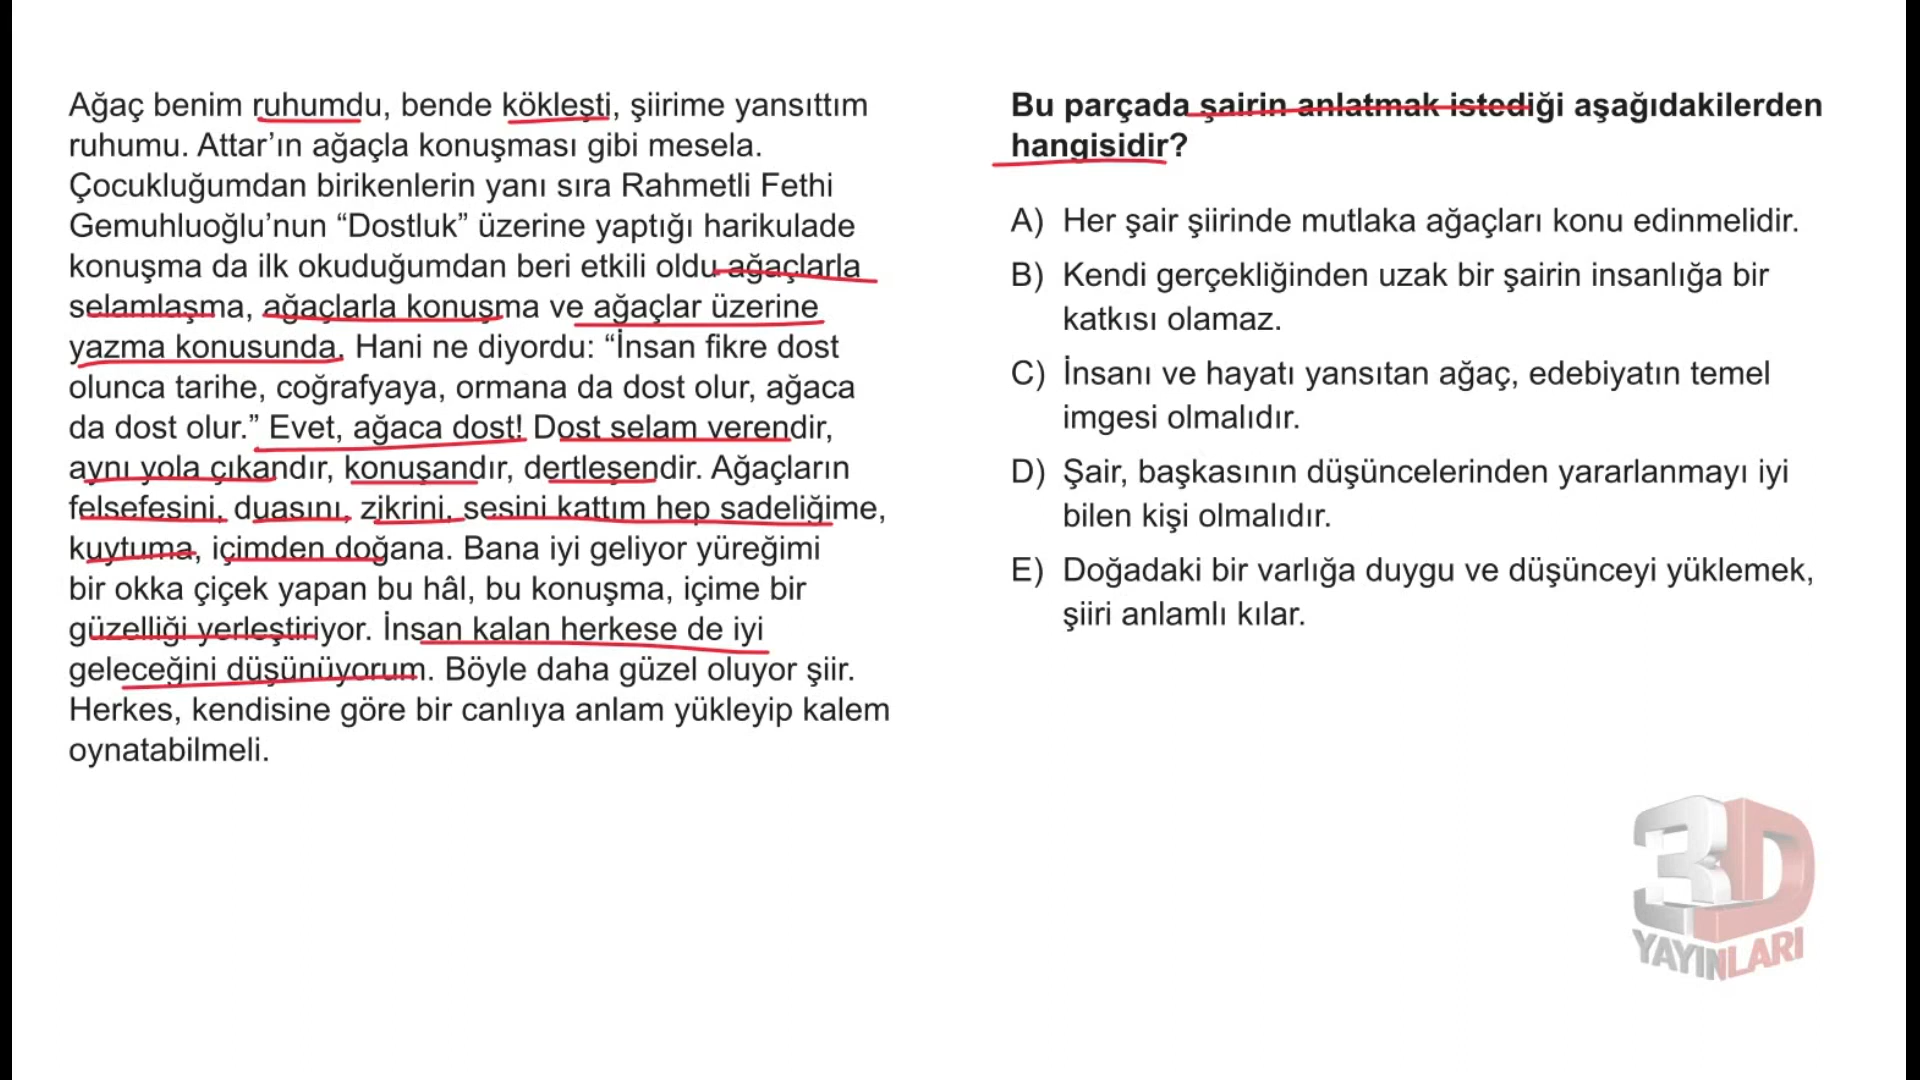 Ağaç benim ruhumdu, bende kökleşti, şiirime yansıttım
ruhumu. Attar’ın ağaçla konuşması gibi mesela.
Çocukluğumdan birikenlerin yanı sıra Rahmetli Fethi
Gemuhluoğlu’nun “Dostluk” üzerine yaptığı harikulade
konuşma da ilk okuduğumdan beri etkili oldu ağaçlarla
selamlaşma, ağaçlarla konuşma ve ağaçlar üzerine
yazma konusunda. Hani ne diyordu: “İnsan fikre dost
olunca tarihe, coğrafyaya, ormana da dost olur, ağaca
da dost olur.” Evet, ağaca dost! Dost selam verendir,
aynı yola çıkandır, konuşandır, dertleşendir. Ağaçların
felsefesini, duasını, zikrini, sesini kattım hep sadeliğime,
kuytuma, içimden doğana. Bana iyi geliyor yüreğimi
bir okka çiçek yapan bu hâl, bu konuşma, içime bir
güzelliği yerleştiriyor. İnsan kalan herkese de iyi
geleceğini düşünüyorum. Böyle daha güzel oluyor şiir.
Herkes, kendisine göre bir canlıya anlam yükleyip kalem
oynatabilmeli.
Bu parçada şairin anlatmak istediği aşağıdakilerden
hangisidir?
A) Her şair şiirinde mutlaka ağaçları konu edinmelidir.
B) Kendi gerçekliğinden uzak bir şairin insanlığa bir
katkısı olamaz.
C) İnsanı ve hayatı yansıtan ağaç, edebiyatın temel
imgesi olmalıdır.
D) Şair, başkasının düşüncelerinden yararlanmayı iyi
bilen kişi olmalıdır.
E) Doğadaki bir varlığa duygu ve düşünceyi yüklemek,
şiiri anlamlı kılar.
3D
YAYINLARI